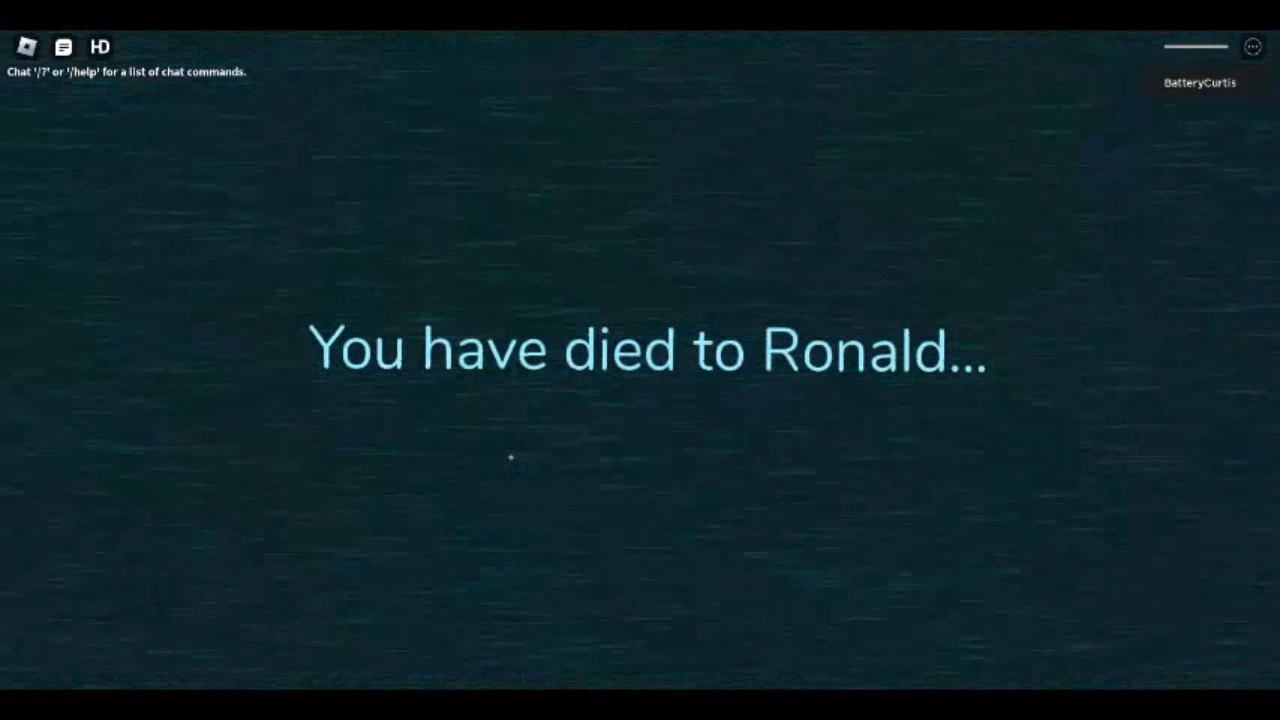 HD
Chat '/?' or '/help' for a list of chat commands.
BatteryCurtis
You have died to Ronald...